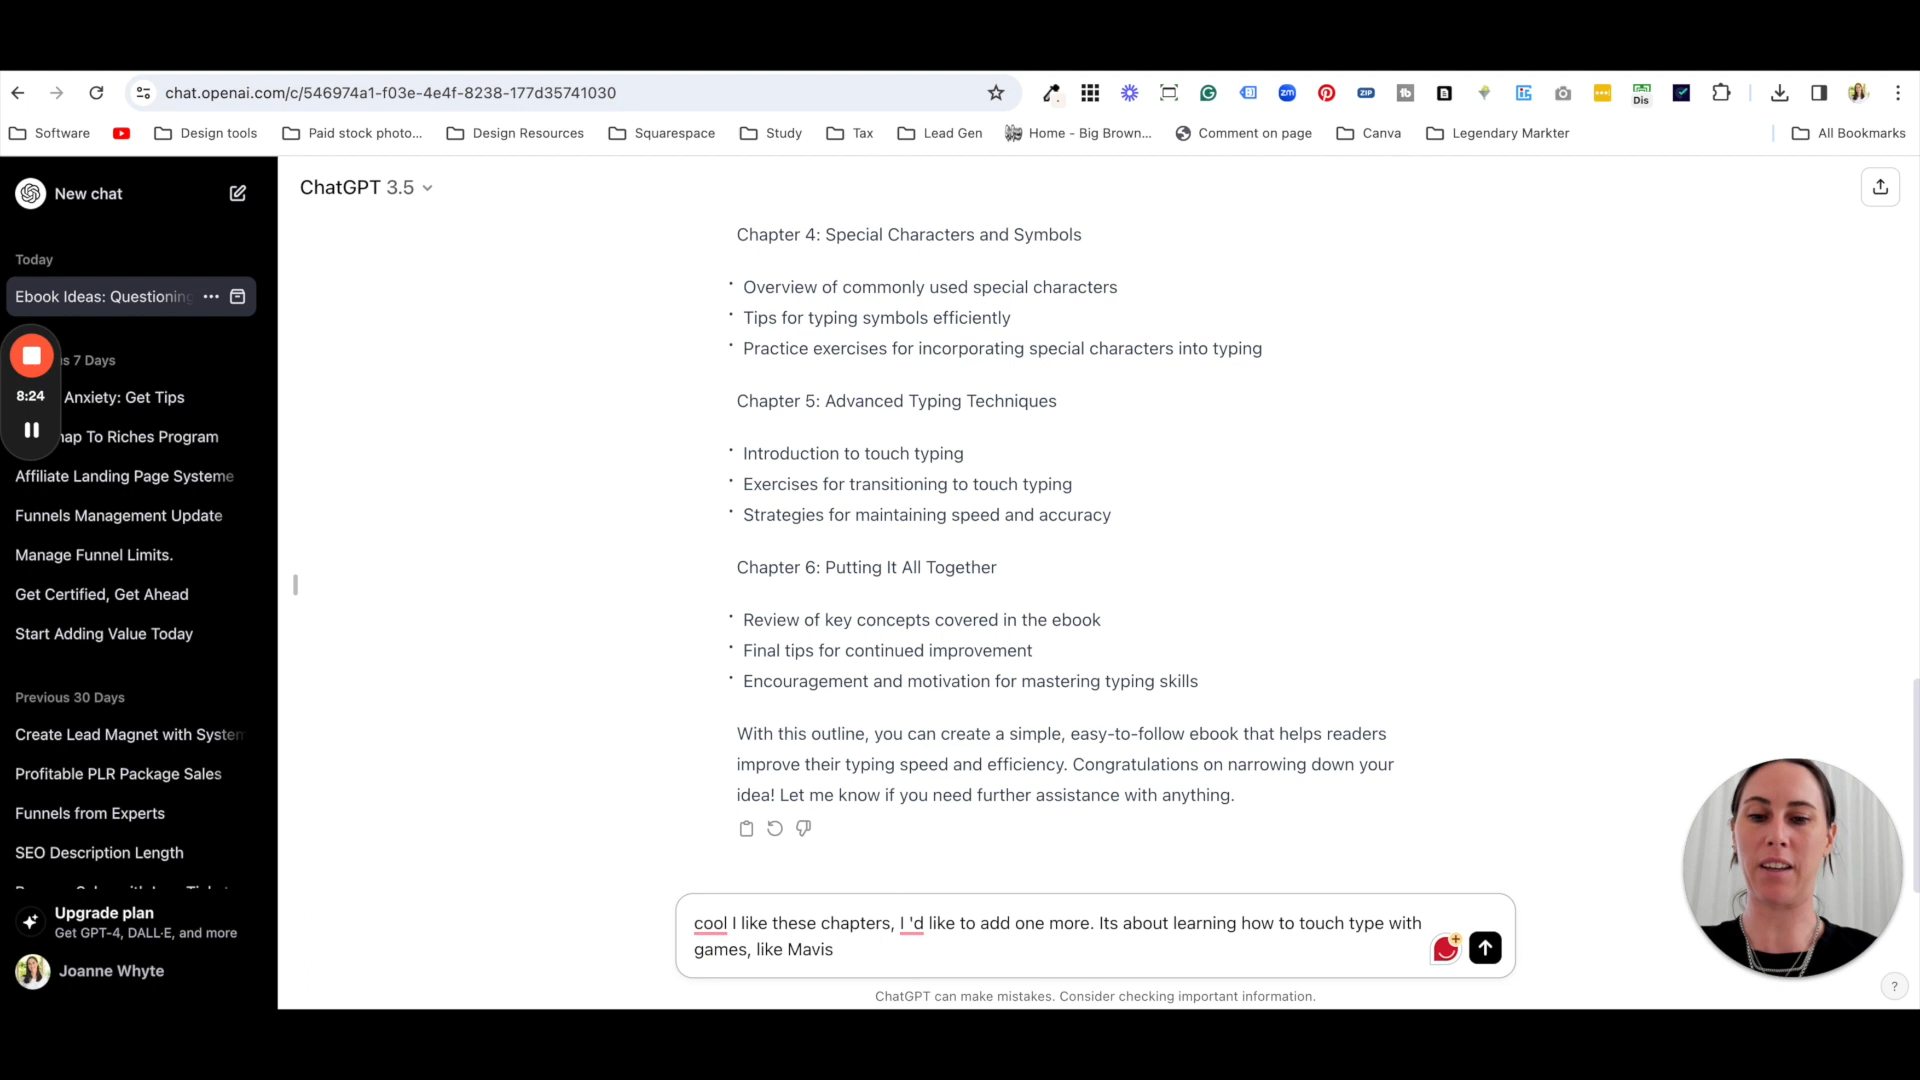 chat.openai.com/c/546974a1-f03e-4e4f-8238-177d35741030
zm
ZIP
Dis
Software
Design tools
Paid stock photo...
Design Resources
Squarespace
Study
Tax
Lead Gen
Home - Big Brown...
Comment on page
Canva
Legendary Markter
All Bookmarks
New chat
Today
Ebook Ideas: Questioning
s 7 Days
8:24
Anxiety: Get Tips
ap To Riches Program
Affiliate Landing Page Systeme
Funnels Management Update
Manage Funnel Limits.
Get Certified, Get Ahead
Start Adding Value Today
Previous 30 Days
Create Lead Magnet with System
Profitable PLR Package Sales
Funnels from Experts
SEO Description Length
Upgrade plan
Get GPT-4, DALL·E, and more
Joanne Whyte
ChatGPT 3.5
Chapter 4: Special Characters and Symbols
• Overview of commonly used special characters
• Tips for typing symbols efficiently
• Practice exercises for incorporating special characters into typing
Chapter 5: Advanced Typing Techniques
• Introduction to touch typing
• Exercises for transitioning to touch typing
• Strategies for maintaining speed and accuracy
Chapter 6: Putting It All Together
• Review of key concepts covered in the ebook
• Final tips for continued improvement
• Encouragement and motivation for mastering typing skills
With this outline, you can create a simple, easy-to-follow ebook that helps readers
improve their typing speed and efficiency. Congratulations on narrowing down your
idea! Let me know if you need further assistance with anything.
cool I like these chapters, I 'd like to add one more. Its about learning how to touch type with
games, like Mavis
ChatGPT can make mistakes. Consider checking important information.
?